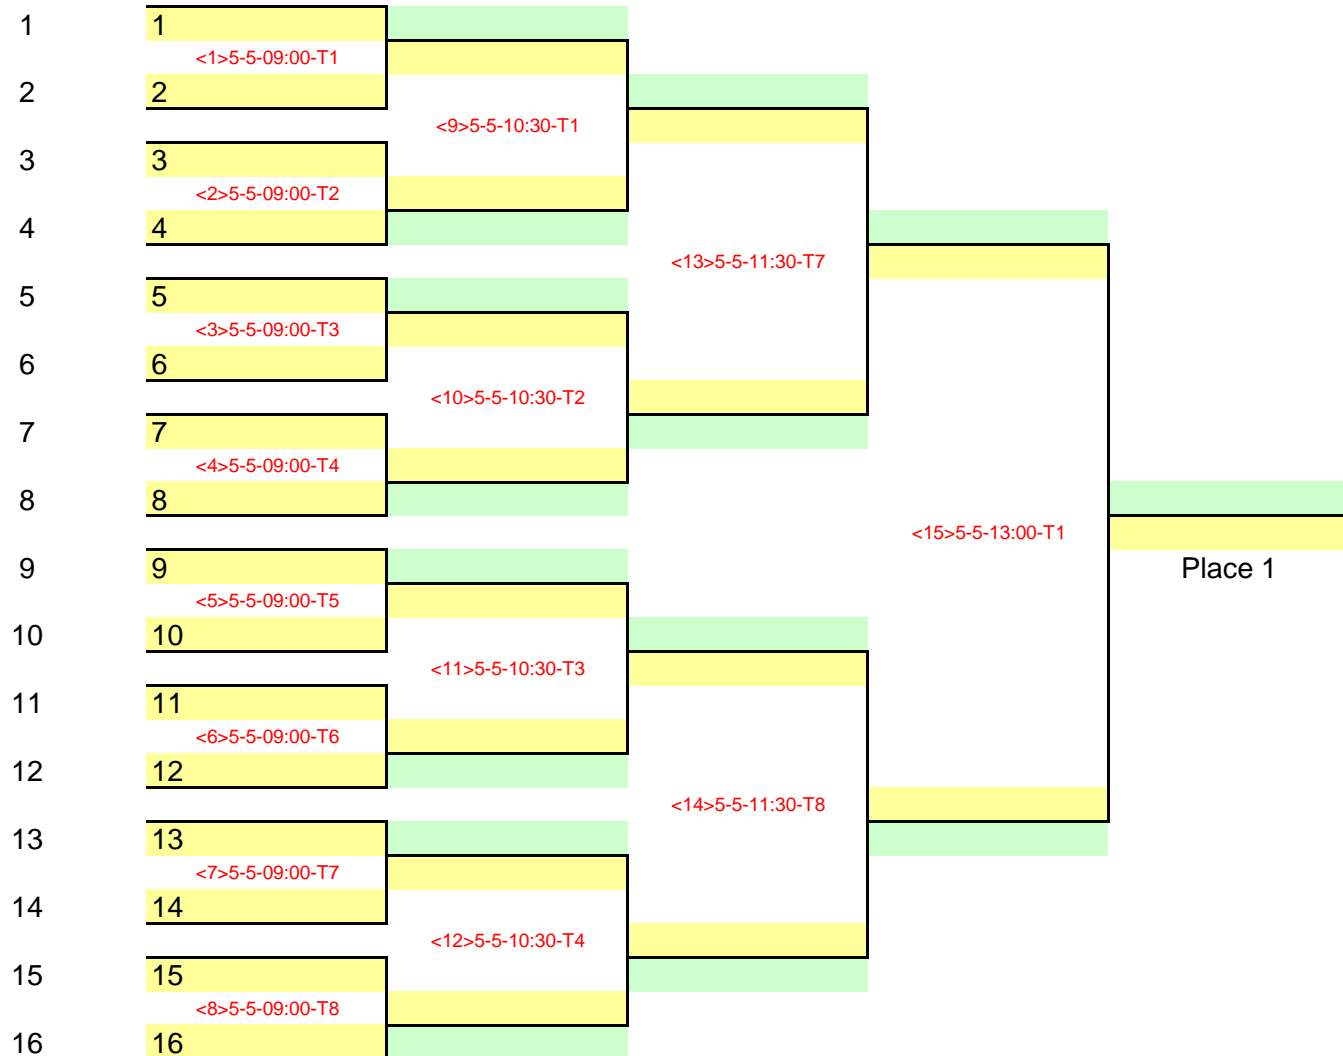 1 1
<1>5-5-09:00-T1
2 2
<9>5-5-10:30-T1
3 3
<2>5-5-09:00-T2
4 4
<13>5-5-11:30-T7
5 5
<3>5-5-09:00-T3
6 6
<10>5-5-10:30-T2
7 7
<4>5-5-09:00-T4
8 8
<15>5-5-13:00-T1
9 9 Place 1
<5>5-5-09:00-T5
10 10
<11>5-5-10:30-T3
11 11
<6>5-5-09:00-T6
12 12
<14>5-5-11:30-T8
13 13
<7>5-5-09:00-T7
14 14
<12>5-5-10:30-T4
15 15
<8>5-5-09:00-T8
16 16